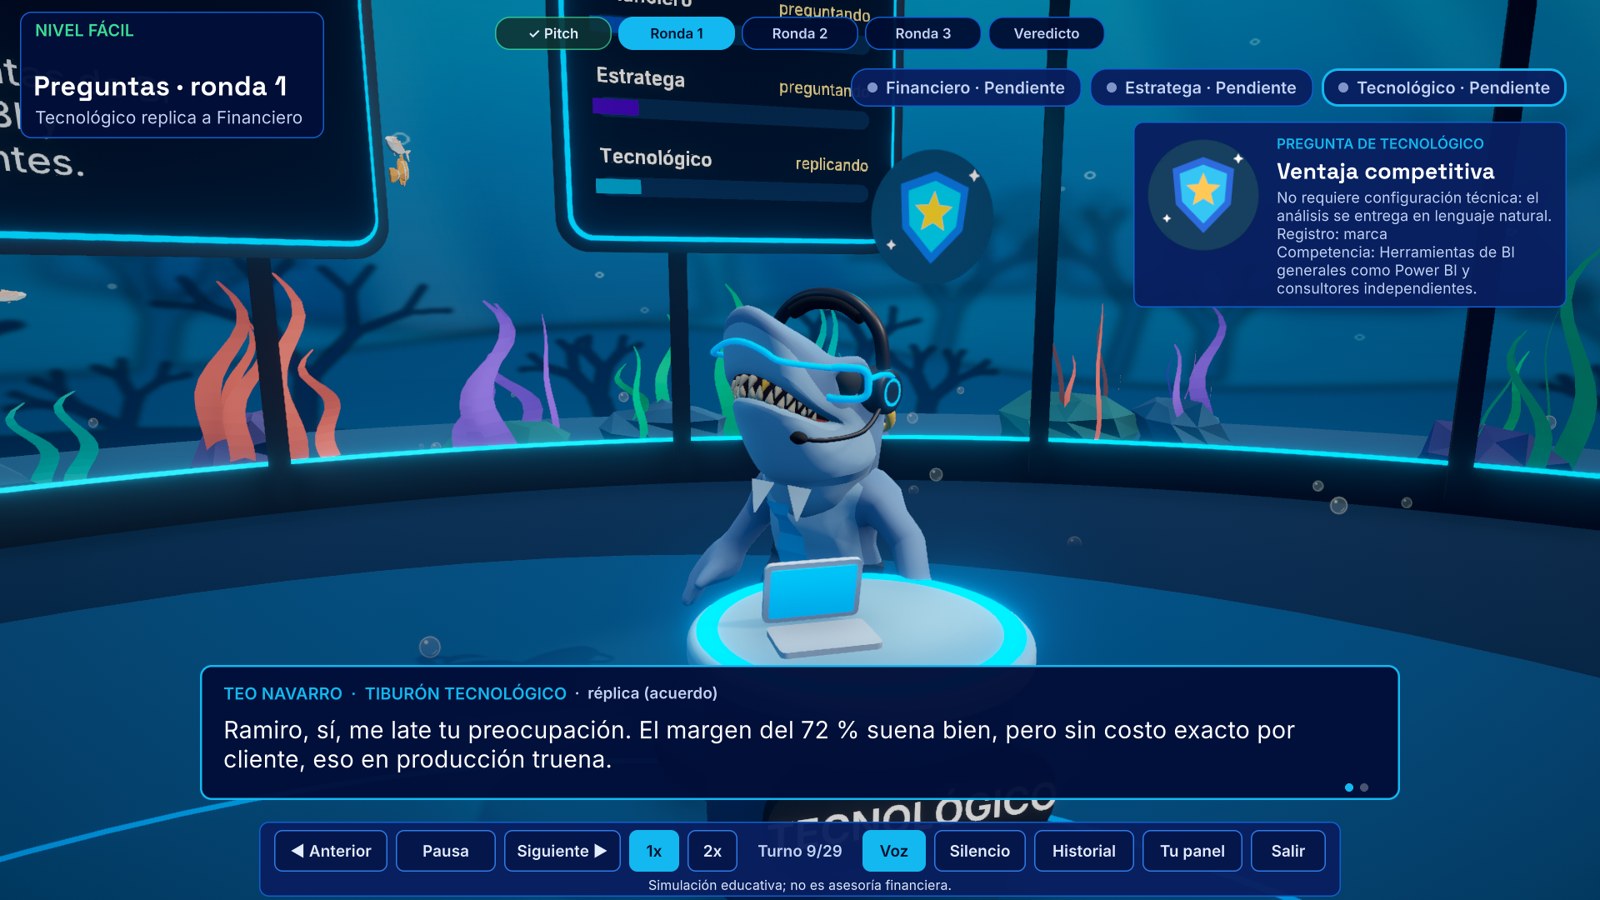 NIVEL FÁCIL
Preguntas · ronda 1
Tecnológico replica a Financiero
ntes.
✓ Pitch
Ronda 1
Ronda 2
Ronda 3
Veredicto
preguntando
Estratega
Tecnológico
replicando
Financiero · Pendiente
Estratega · Pendiente
Tecnológico · Pendiente
PREGUNTA DE TECNOLÓGICO
Ventaja competitiva
No requiere configuración técnica: el
análisis se entrega en lenguaje natural.
Registro: marca
Competencia: Herramientas de BI
generales como Power BI y
consultores independientes.
TEO NAVARRO · TIBURÓN TECNOLÓGICO · réplica (acuerdo)
Ramiro, sí, me late tu preocupación. El margen del 72 % suena bien, pero sin costo exacto por
cliente, eso en producción truena.
TECNOLÓGICO
◀ Anterior
Pausa
Siguiente ▶
1x
2x
Turno 9/29
Voz
Silencio
Historial
Tu panel
Salir
Simulación educativa; no es asesoría financiera.